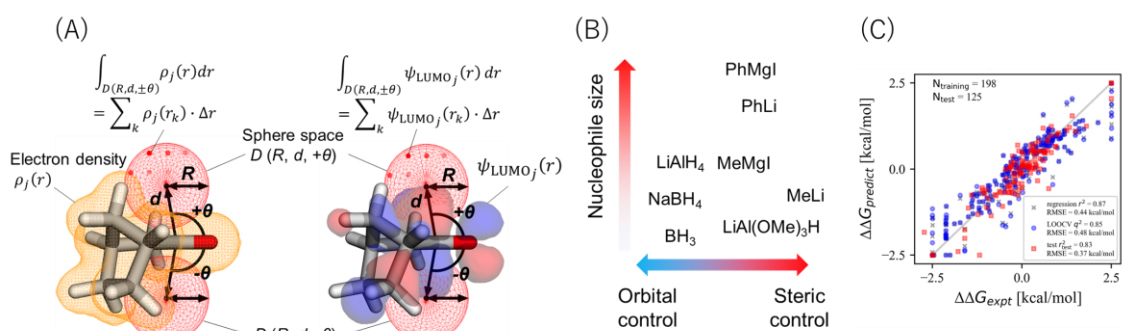 (A)
∫D(R,d,±θ) ρj(r)dr
= ∑k ρj(rk) · Δr
Electron density
ρj(r)
Sphere space
D (R, d, +θ)
R
d
+θ
-θ
∫D(R,d,±θ) ψLUMOj(r) dr
= ∑k ψLUMOj(rk) · Δr
ψLUMOj(r)
R
d
+θ
-θ
D (R, d, -θ)
(B)
Nucleophile size
PhMgI
PhLi
LiAlH4
MeMgI
NaBH4
MeLi
BH3
LiAl(OMe)3H
Orbital
control
Steric
control
(C)
Ntraining = 198
Ntest = 125
ΔΔGpredict [kcal/mol]
2.5
0.0
-2.5
regression r² = 0.87
RMSE = 0.44 kcal/mol
LOOCV q² = 0.85
RMSE = 0.48 kcal/mol
test r²test = 0.83
RMSE = 0.37 kcal/mol
-2.5
0.0
2.5
ΔΔGexpt [kcal/mol]